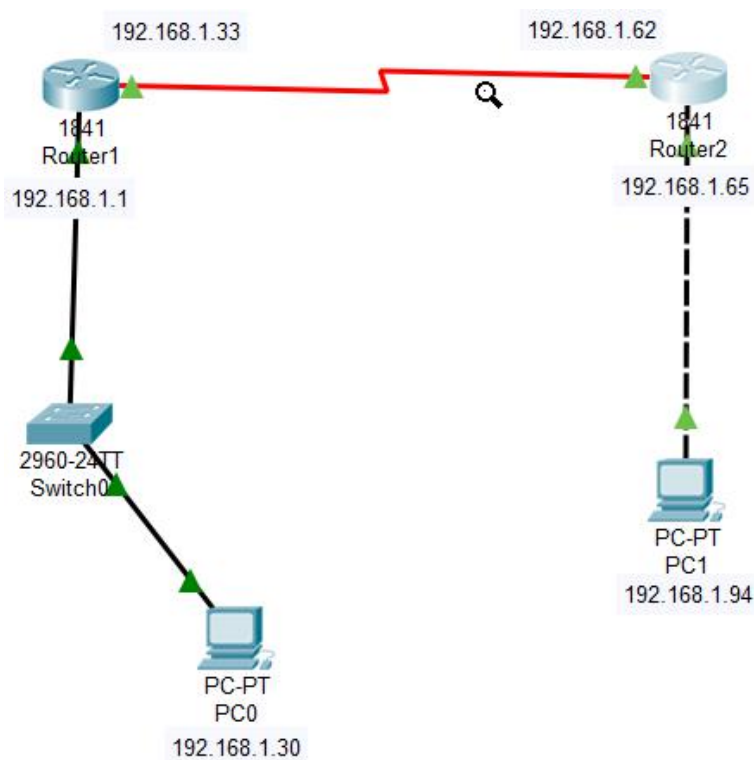 192.168.1.33
192.168.1.62
1841
Router1
1841
Router2
192.168.1.1
192.168.1.65
2960-24TT
Switch0
PC-PT
PC1
192.168.1.94
PC-PT
PC0
192.168.1.30